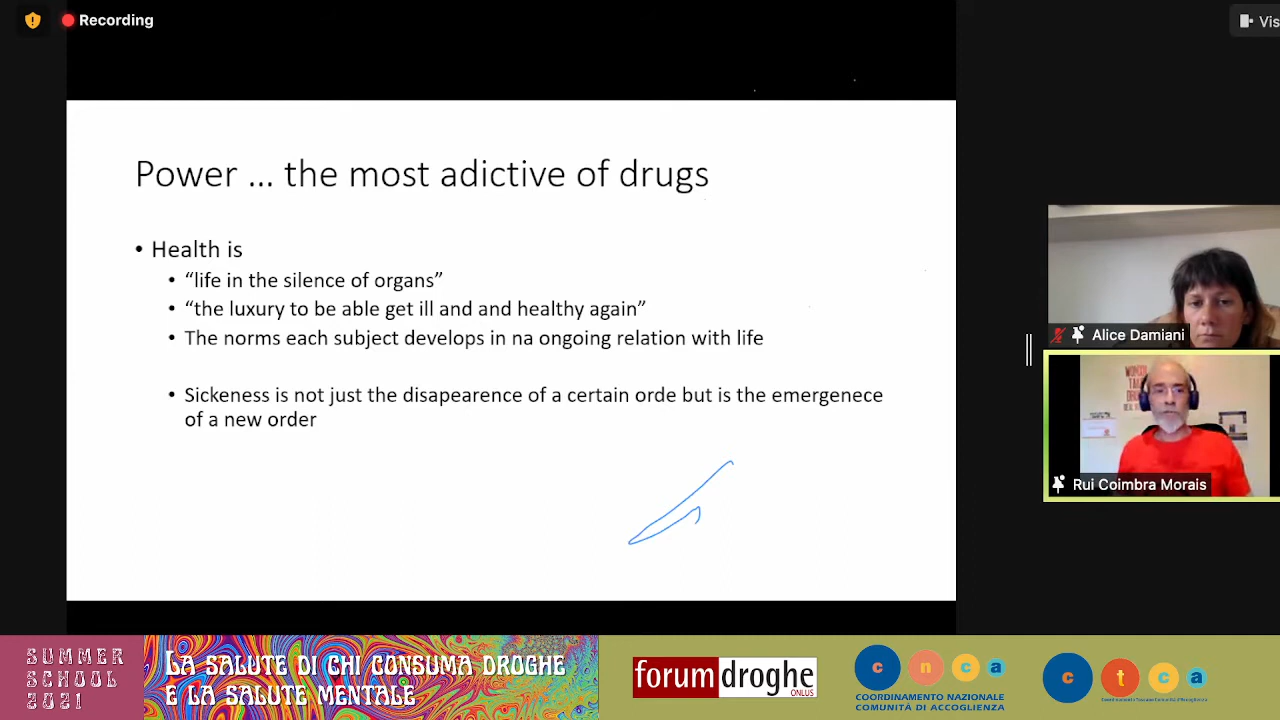 Recording
Vis
Power ... the most adictive of drugs
• Health is
• “life in the silence of organs”
• “the luxury to be able get ill and and healthy again”
• The norms each subject develops in na ongoing relation with life
• Sickeness is not just the disapearence of a certain orde but is the emergenece
of a new order
Alice Damiani
Rui Coimbra Morais
SUMMER
SCHOOL
2021
LA SALUTE DI CHI CONSUMA DROGHE
E LA SALUTE MENTALE
forumdroghe
ONLUS
c n c a
COORDINAMENTO NAZIONALE
COMUNITÀ DI ACCOGLIENZA
c t c a